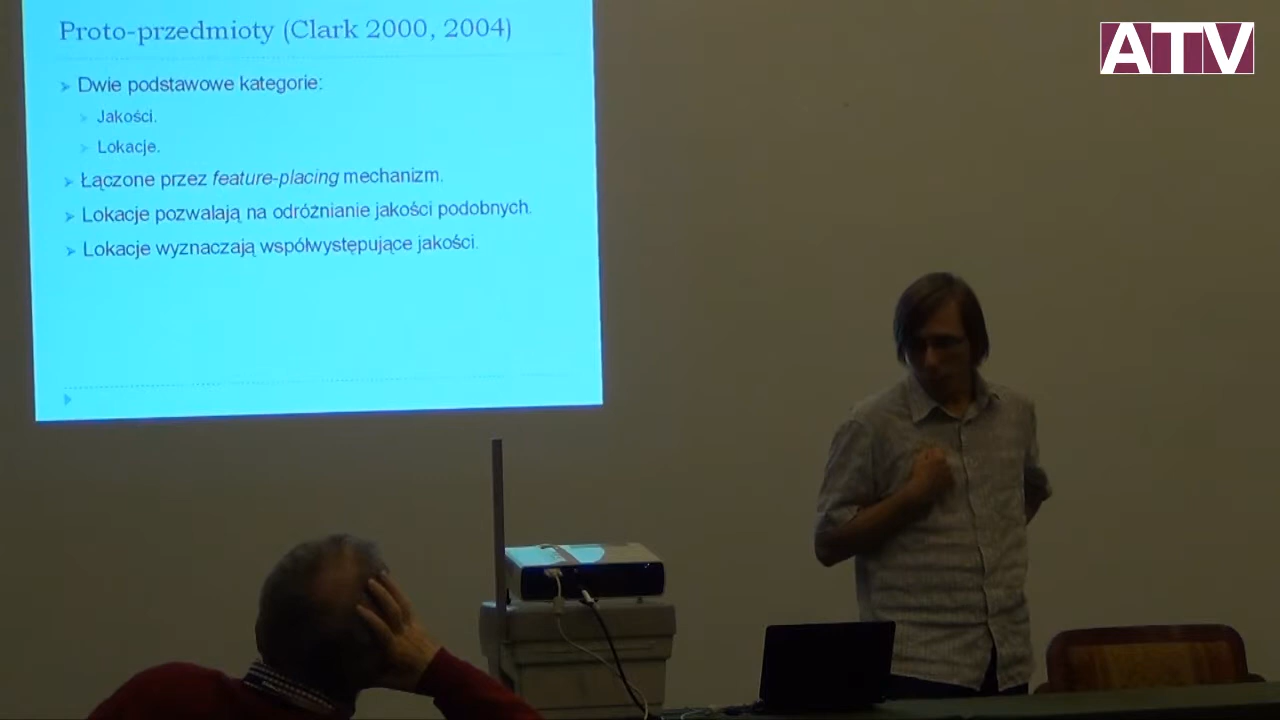 Proto-przedmioty (Clark 2000, 2004)
Dwie podstawowe kategorie:
Jakości.
Lokacje.
Łączone przez feature-placing mechanizm.
Lokacje pozwalają na odróżnianie jakości podobnych.
Lokacje wyznaczają współwystępujące jakości.
ATV